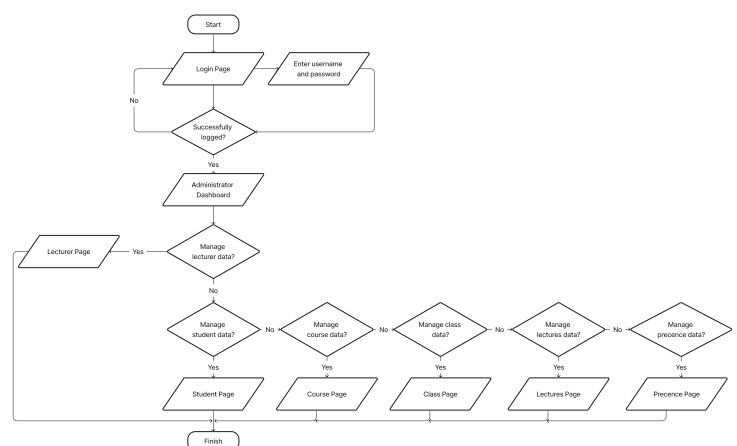 Start
Login Page
Enter username
and password
No
Successfully
logged?
Yes
Administrator
Dashboard
Lecturer Page
Yes
Manage
lecturer data?
No
Manage
student data?
No
Manage
course data?
No
Manage class
data?
No
Manage
lectures data?
No
Manage
precence data?
Yes
Yes
Yes
Yes
Yes
Student Page
Course Page
Class Page
Lectures Page
Precence Page
Finish